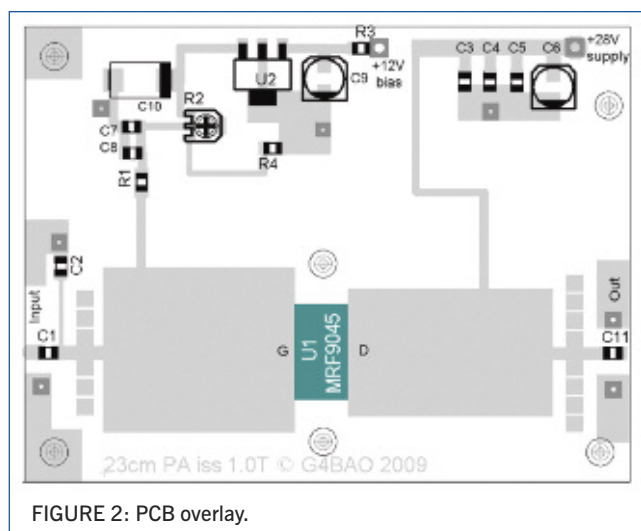 R3
+12V
bias
C3 C4 C5 C6
+28V
supply
U2
C9
C10
R2
C7
C8
R4
R1
Input
C2
Out
C1
G
U1
MRF9045
D
C11
23cm PA iss 1.0T © G4BAO 2009
FIGURE 2: PCB overlay.